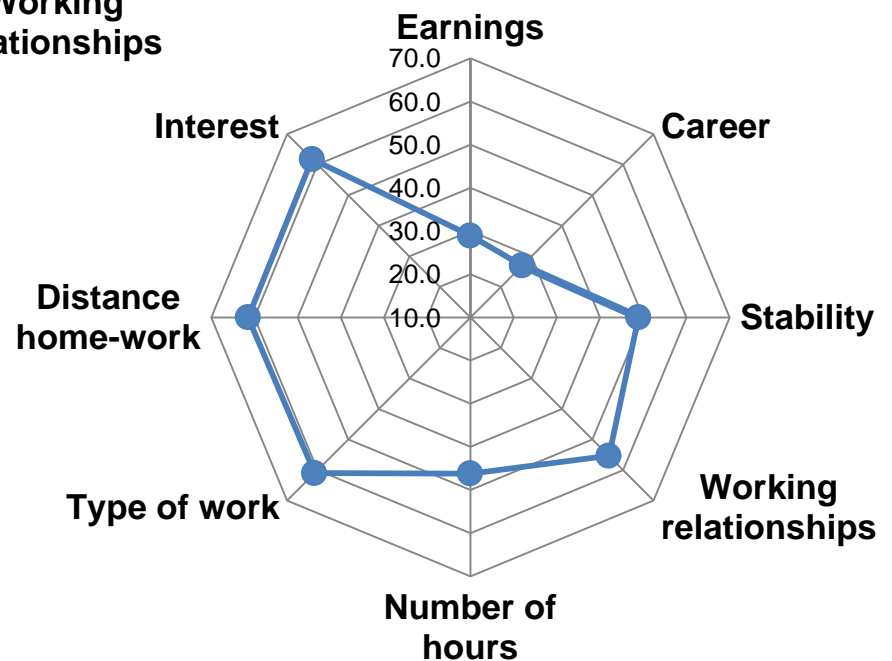 Earnings
70.0
60.0
50.0
40.0
30.0
20.0
10.0
Career
Stability
Working
relationships
Number of
hours
Type of work
Distance
home-work
Interest